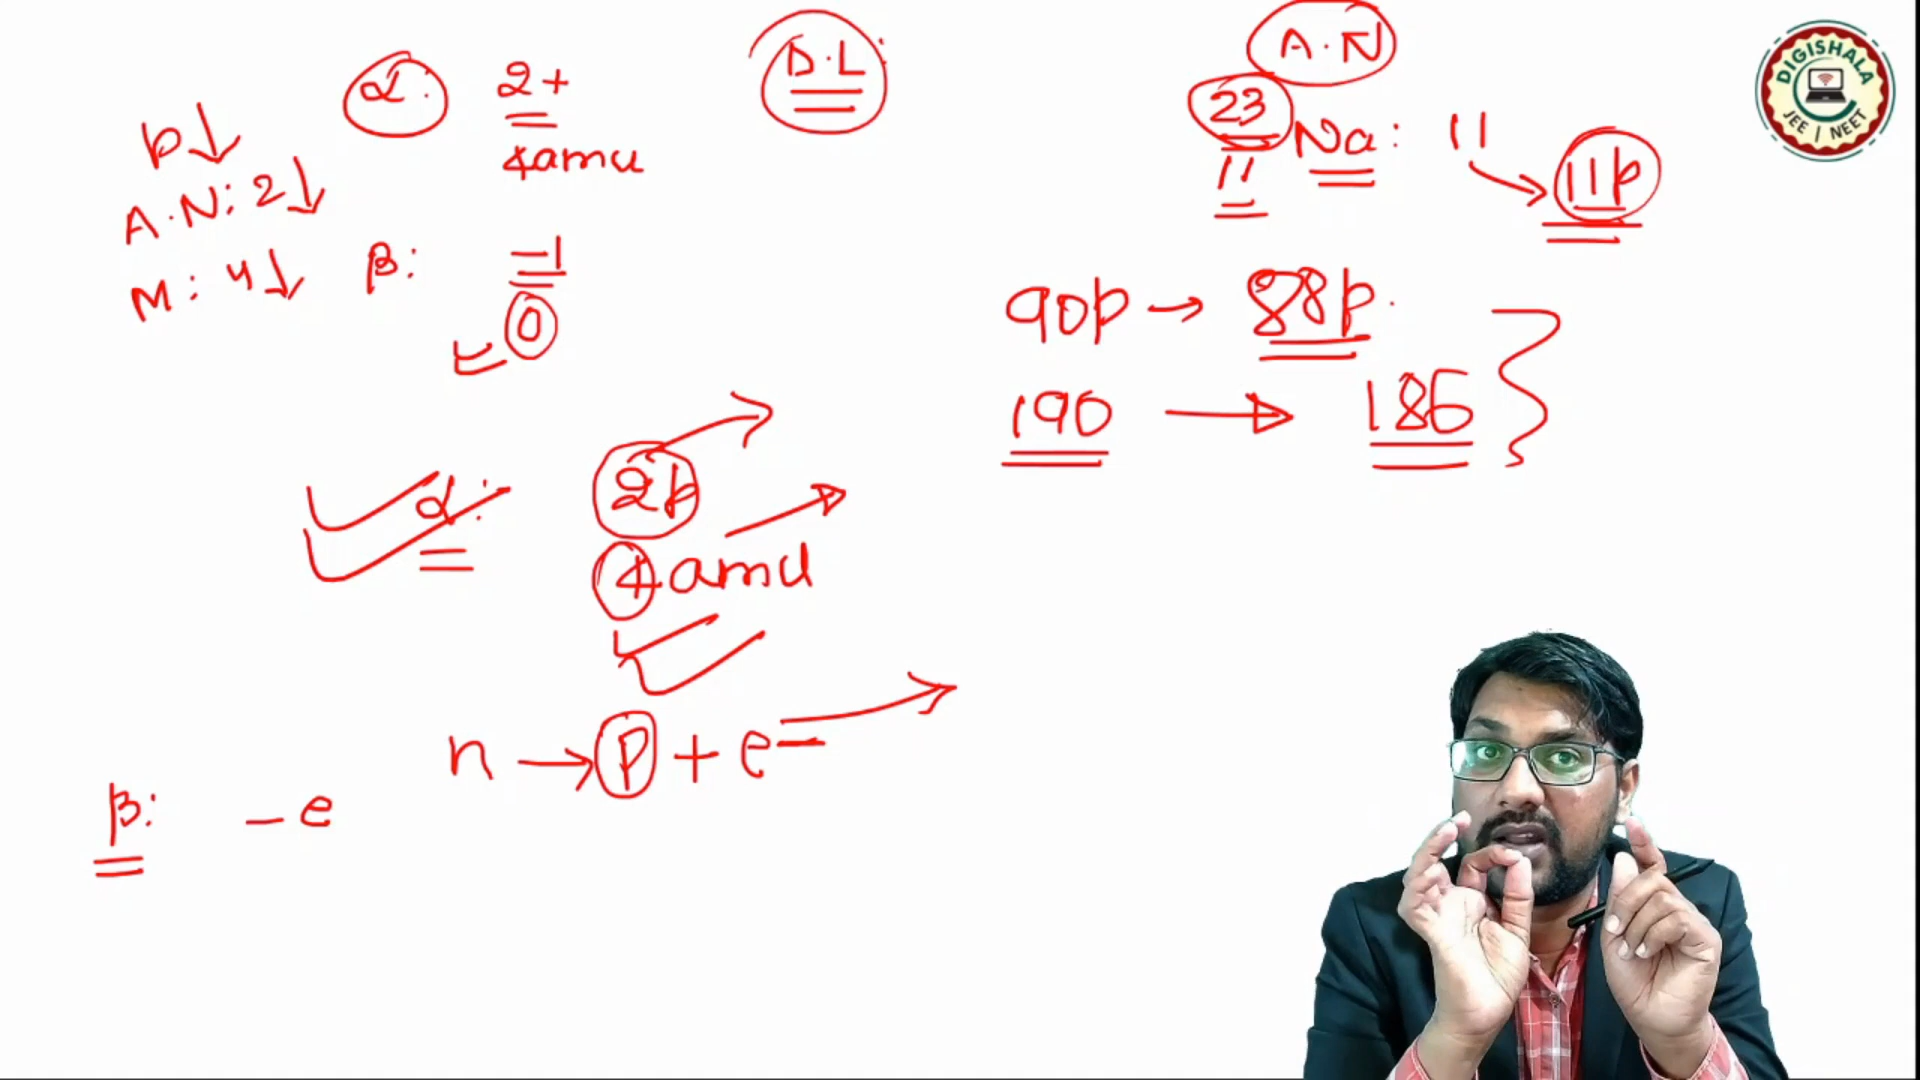 α:
2+
4amu
D.L:
A.N
23
11
Na: 11
11p
DIGISHALA
JEE | NEET
p↓
A.N: 2↓
M: 4↓
β:
-1
0
90p → 88p.
190 → 186
α:
2p
4amu
n → p + e-
β: -e